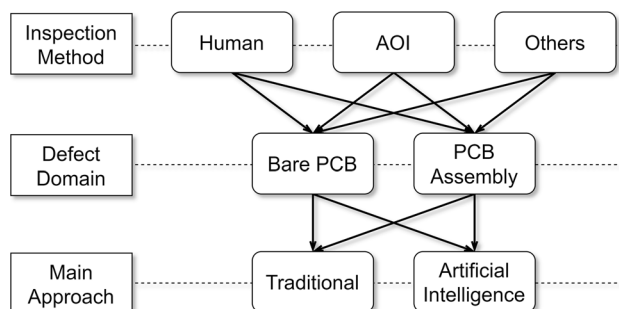 Inspection
Method
Human
AOI
Others
Defect
Domain
Bare PCB
PCB
Assembly
Main
Approach
Traditional
Artificial
Intelligence